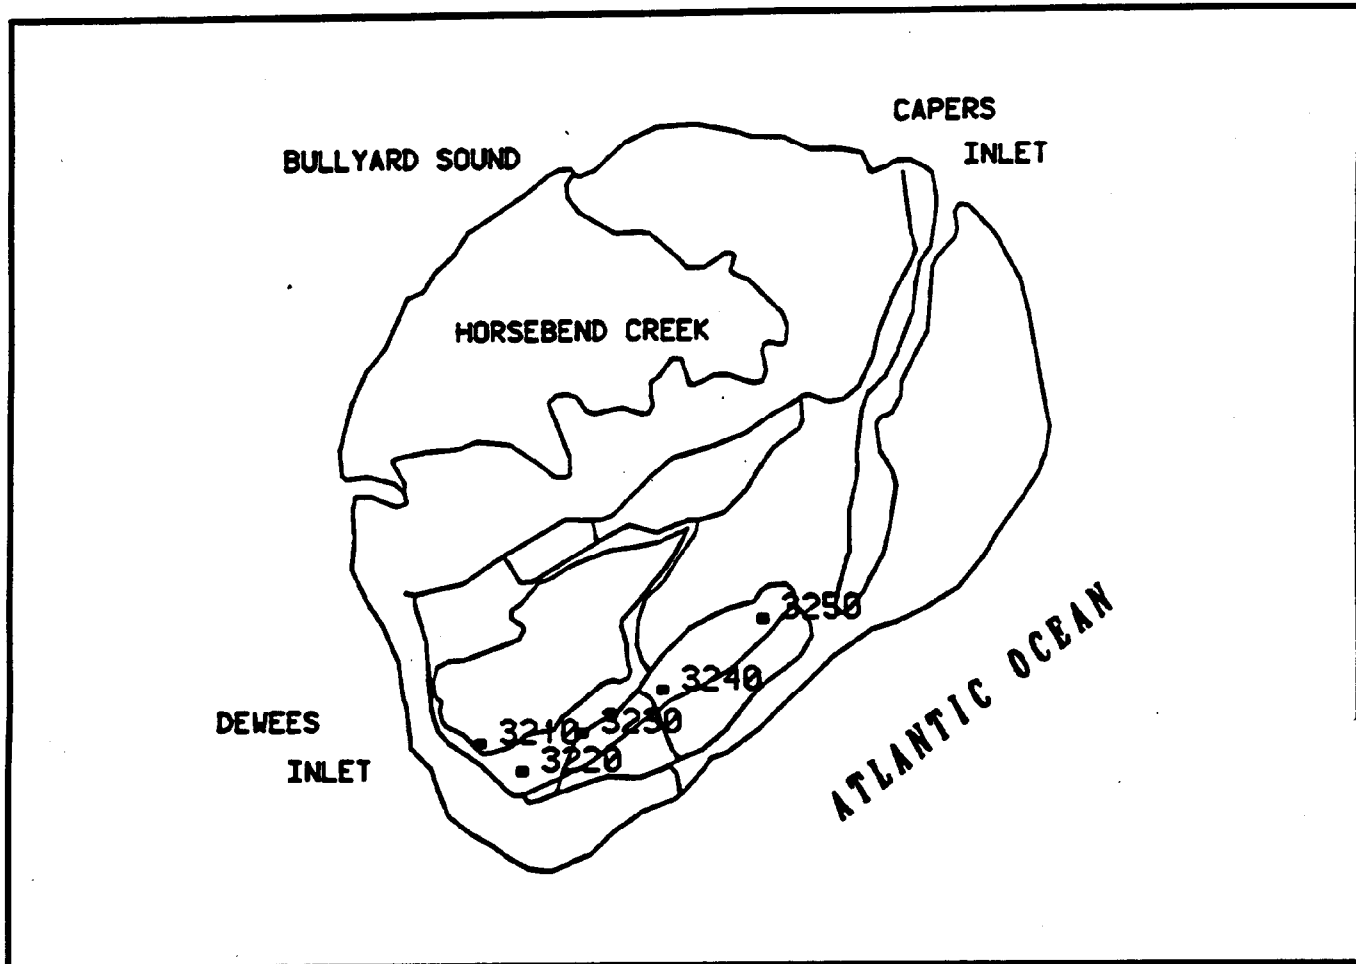 CAPERS
INLET
BULLYARD SOUND
HORSEBEND CREEK
3250
3240
DEWEES
INLET
3210
3230
3220
ATLANTIC OCEAN